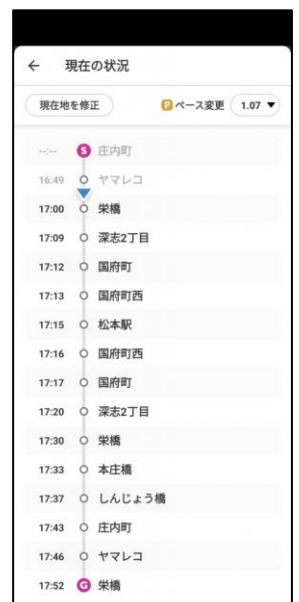 ← 現在の状況
現在地を修正 P ペース変更 1.07 ▼
--:-- S 庄内町
16:49 ヤマレコ
17:00 栄橋
17:09 深志2丁目
17:12 国府町
17:13 国府町西
17:15 松本駅
17:16 国府町西
17:17 国府町
17:20 深志2丁目
17:30 栄橋
17:33 本庄橋
17:37 しんじょう橋
17:43 庄内町
17:46 ヤマレコ
17:52 G 栄橋